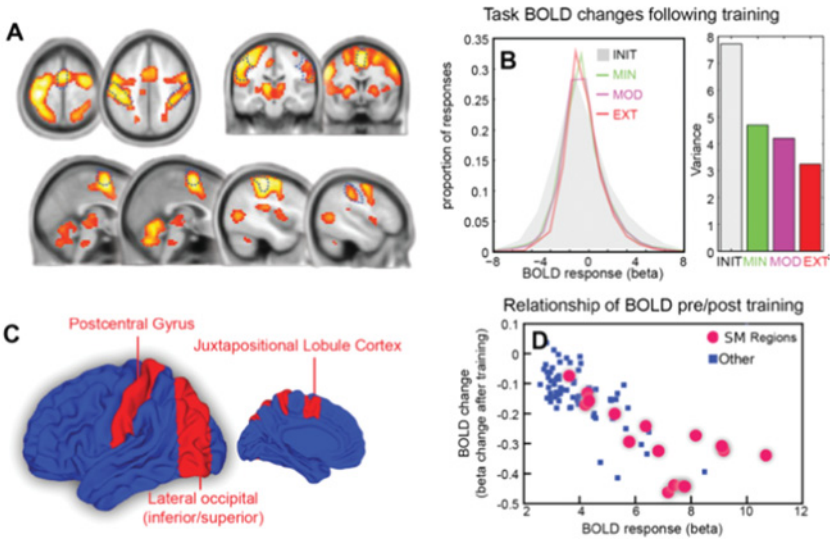 Task BOLD changes following training
A
B
INIT
MIN
MOD
EXT
proportion of responses
0.35
0.3
0.25
0.2
0.15
0.1
0.05
0
-8
-4
0
4
8
BOLD response (beta)
Variance
8
7
6
5
4
3
2
1
0
INIT MIN MOD EXT
C
Postcentral Gyrus
Juxtapositional Lobule Cortex
Lateral occipital
(inferior/superior)
Relationship of BOLD pre/post training
D
SM Regions
Other
BOLD change
(beta change after training)
0.1
0
-0.1
-0.2
-0.3
-0.4
-0.5
2
4
6
8
10
12
BOLD response (beta)